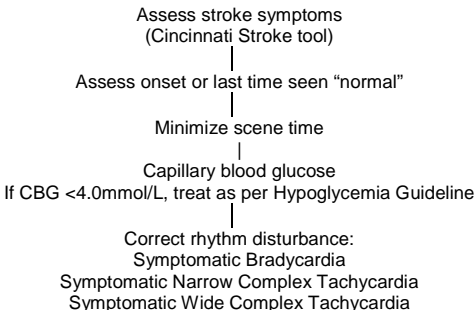 Assess stroke symptoms
(Cincinnati Stroke tool)
Assess onset or last time seen “normal”
Minimize scene time
Capillary blood glucose
If CBG <4.0mmol/L, treat as per Hypoglycemia Guideline
Correct rhythm disturbance:
Symptomatic Bradycardia
Symptomatic Narrow Complex Tachycardia
Symptomatic Wide Complex Tachycardia